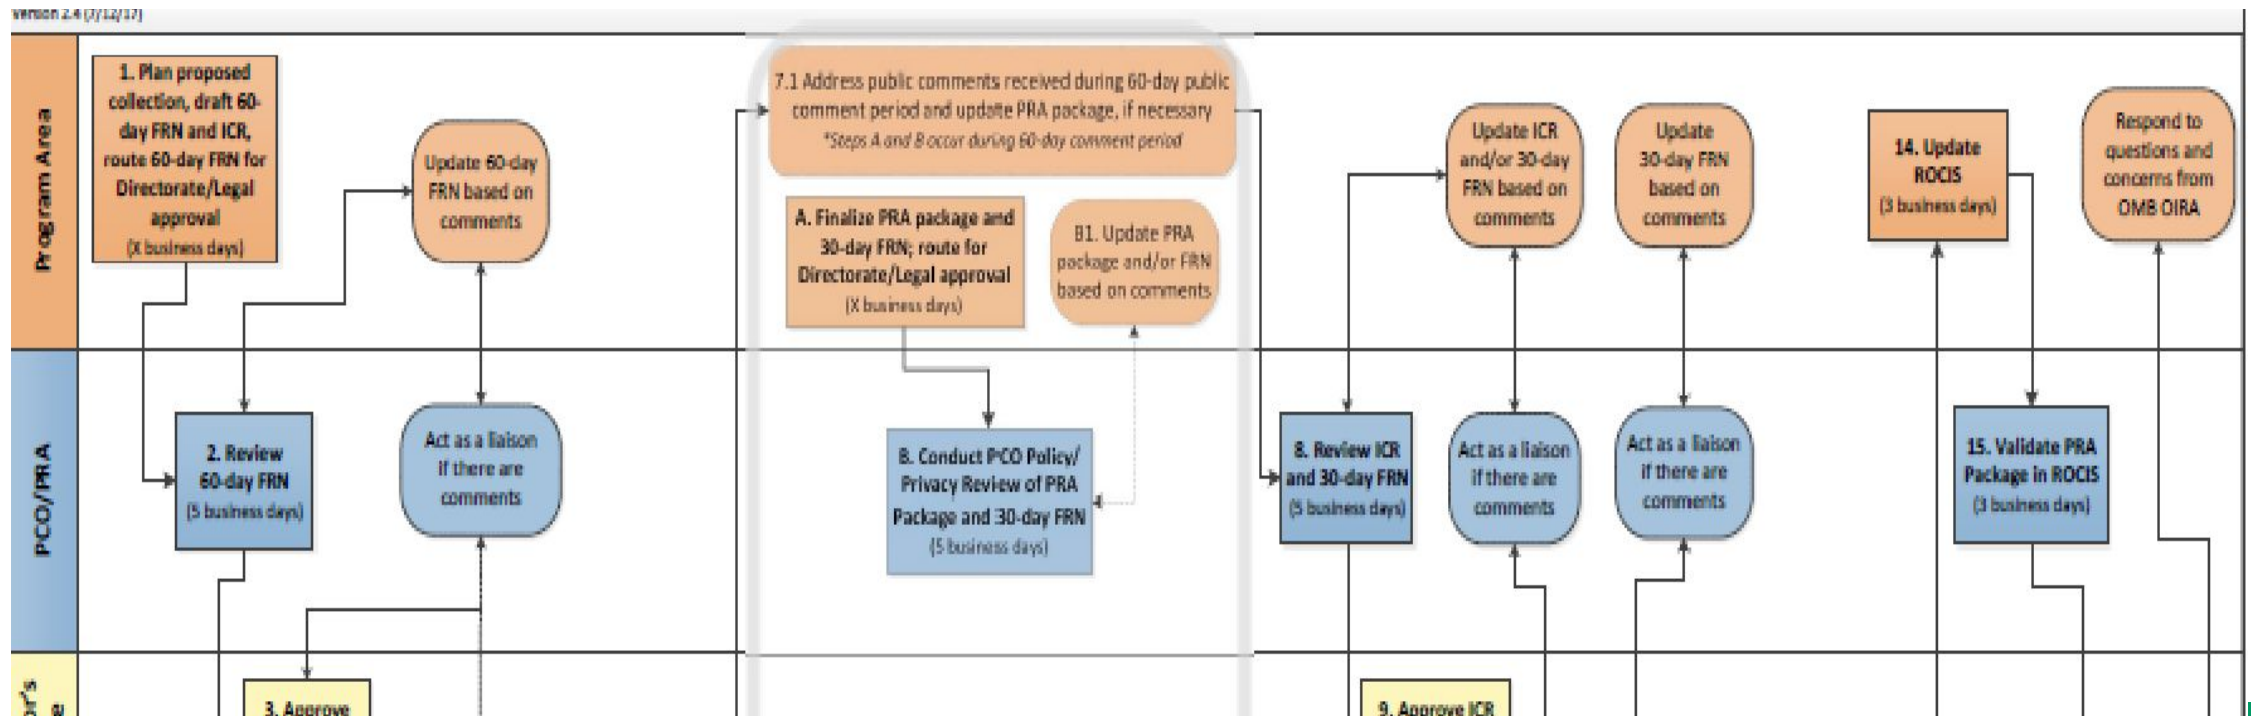 Version 2.4 (7/12/17)
Program Area
1. Plan proposed
collection, draft 60-
day FRN and ICR,
route 60-day FRN for
Directorate/Legal
approval
(X business days)
Update 60-day
FRN based on
comments
7.1 Address public comments received during 60-day public
comment period and update PRA package, if necessary
*Steps A and B occur during 60-day comment period
A. Finalize PRA package and
30-day FRN; route for
Directorate/Legal approval
(X business days)
B1. Update PRA
package and/or FRN
based on comments
Update ICR
and/or 30-day
FRN based on
comments
Update
30-day FRN
based on
comments
14. Update
ROCIS
(3 business days)
Respond to
questions and
concerns from
OMB OIRA
PCO/PRA
2. Review
60-day FRN
(5 business days)
Act as a liaison
if there are
comments
B. Conduct PCO Policy/
Privacy Review of PRA
Package and 30-day FRN
(5 business days)
8. Review ICR
and 30-day FRN
(5 business days)
Act as a liaison
if there are
comments
Act as a liaison
if there are
comments
15. Validate PRA
Package in ROCIS
(3 business days)
3. Approve
9. Approve ICR